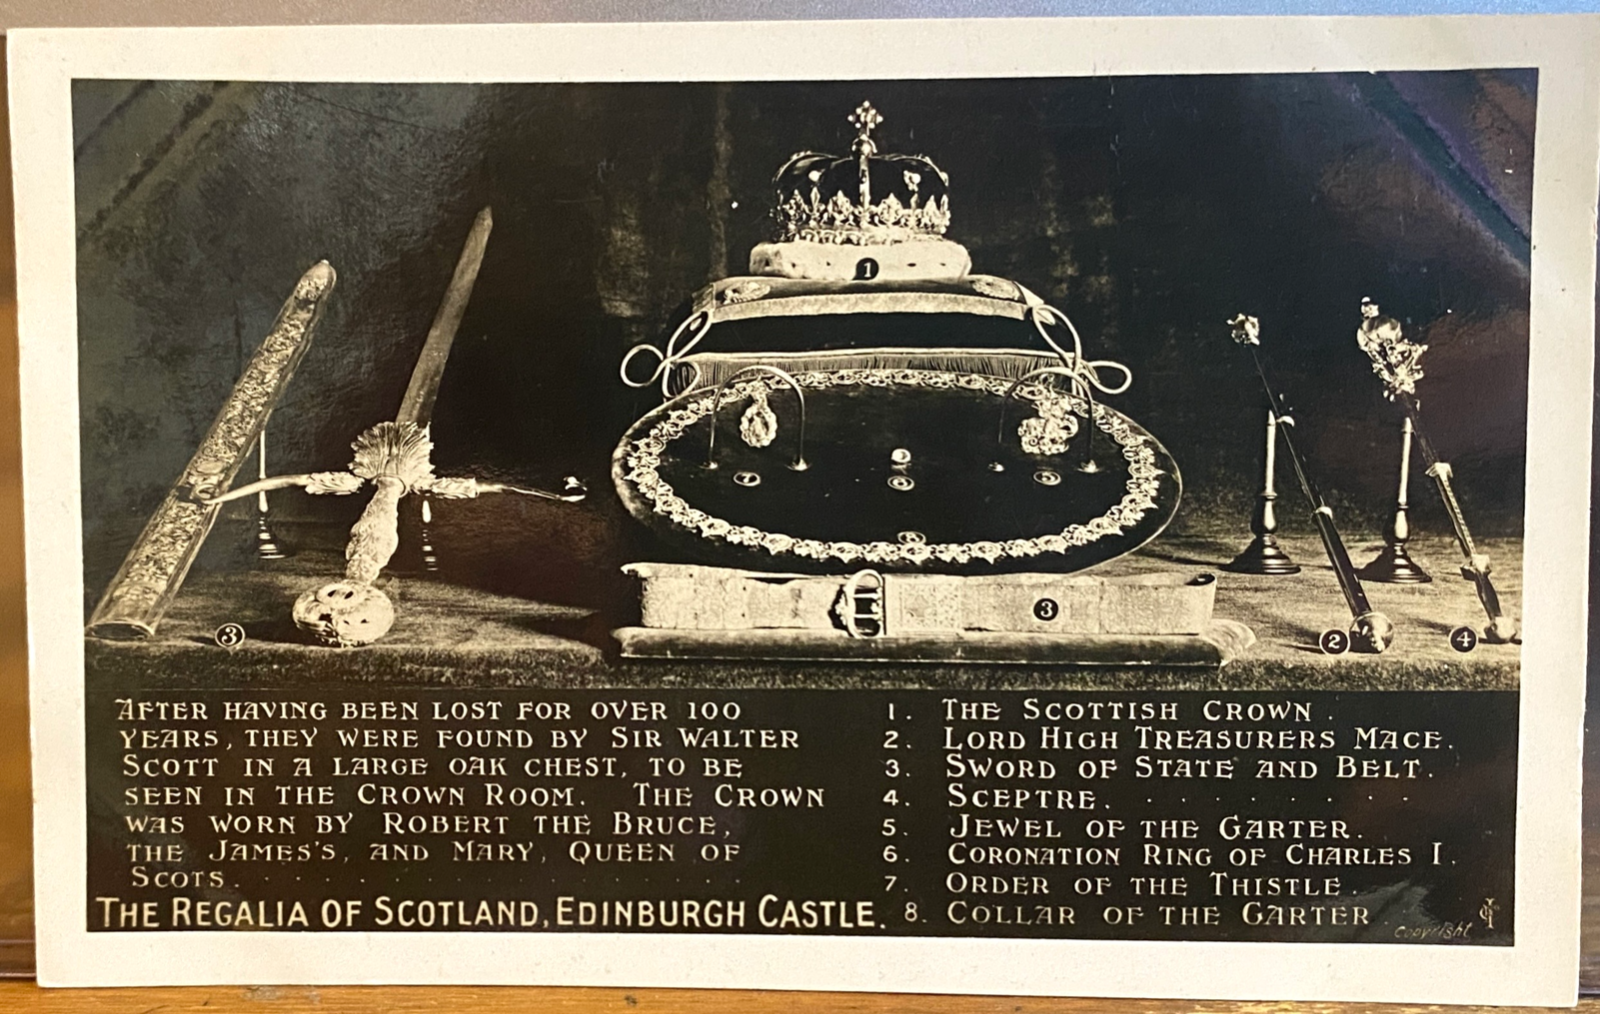 1
7
6
5
8
3
3
2
4
AFTER HAVING BEEN LOST FOR OVER 100
YEARS, THEY WERE FOUND BY SIR WALTER
SCOTT IN A LARGE OAK CHEST, TO BE
SEEN IN THE CROWN ROOM. THE CROWN
WAS WORN BY ROBERT THE BRUCE,
THE JAMES'S, AND MARY, QUEEN OF
SCOTS. . . . . . . . . . . . . . . .
THE REGALIA OF SCOTLAND, EDINBURGH CASTLE.
1. THE SCOTTISH CROWN.
2. LORD HIGH TREASURERS MACE.
3. SWORD OF STATE AND BELT.
4. SCEPTRE. . . . . . . . .
5. JEWEL OF THE GARTER.
6. CORONATION RING OF CHARLES I.
7. ORDER OF THE THISTLE.
8. COLLAR OF THE GARTER
Copyright